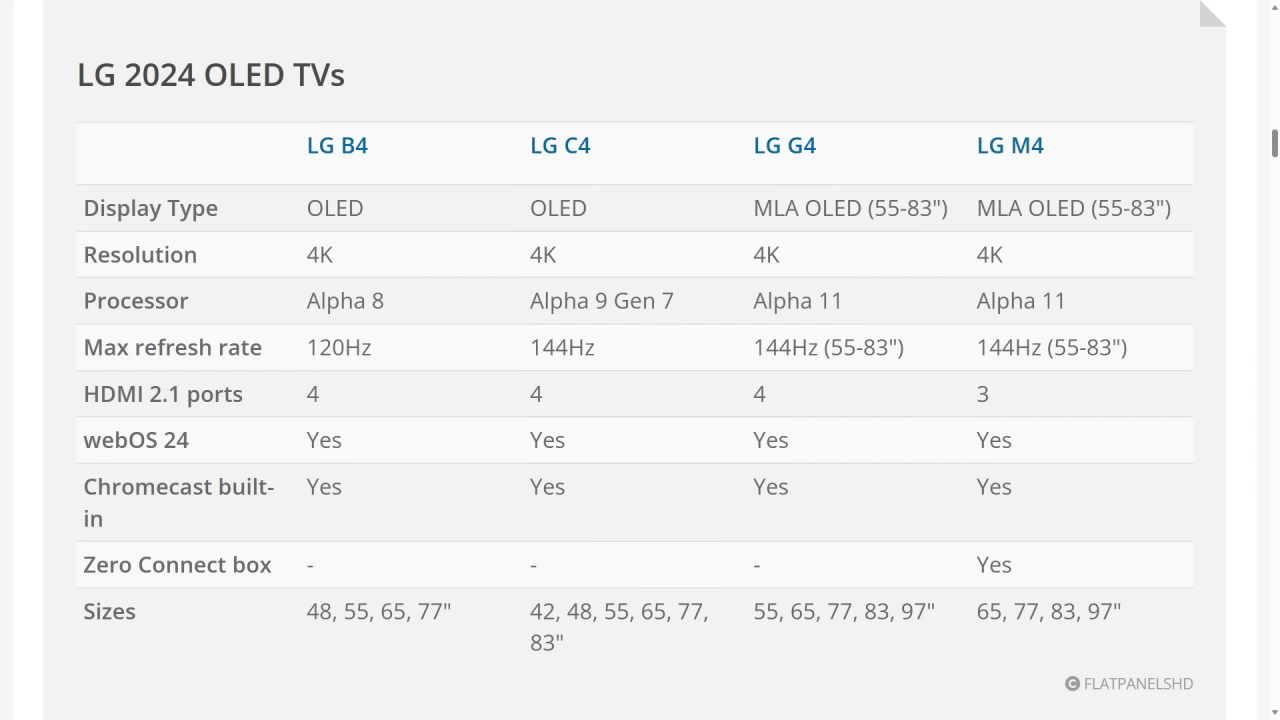 LG 2024 OLED TVs
LG B4 LG C4 LG G4 LG M4
Display Type OLED OLED MLA OLED (55-83") MLA OLED (55-83")
Resolution 4K 4K 4K 4K
Processor Alpha 8 Alpha 9 Gen 7 Alpha 11 Alpha 11
Max refresh rate 120Hz 144Hz 144Hz (55-83") 144Hz (55-83")
HDMI 2.1 ports 4 4 4 3
webOS 24 Yes Yes Yes Yes
Chromecast built- Yes Yes Yes Yes
in
Zero Connect box - - - Yes
Sizes 48, 55, 65, 77" 42, 48, 55, 65, 77, 55, 65, 77, 83, 97" 65, 77, 83, 97"
83"
© FLATPANELSHD